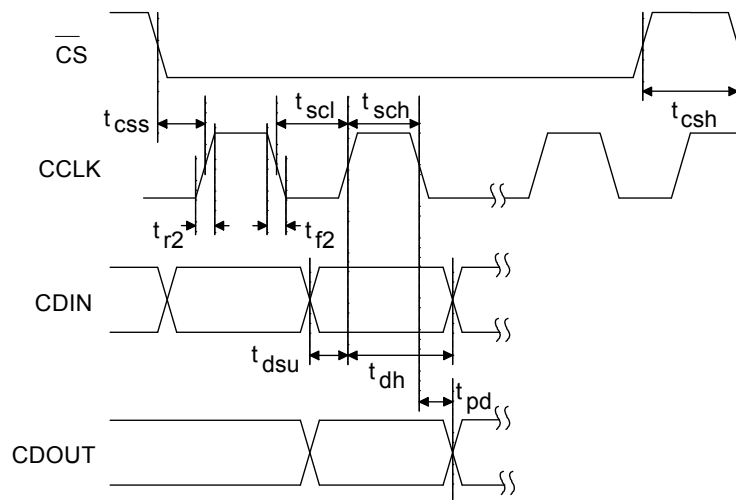 CS
t scl
t sch
t css
t csh
CCLK
t r2
t f2
CDIN
t dsu
t dh
t pd
CDOUT